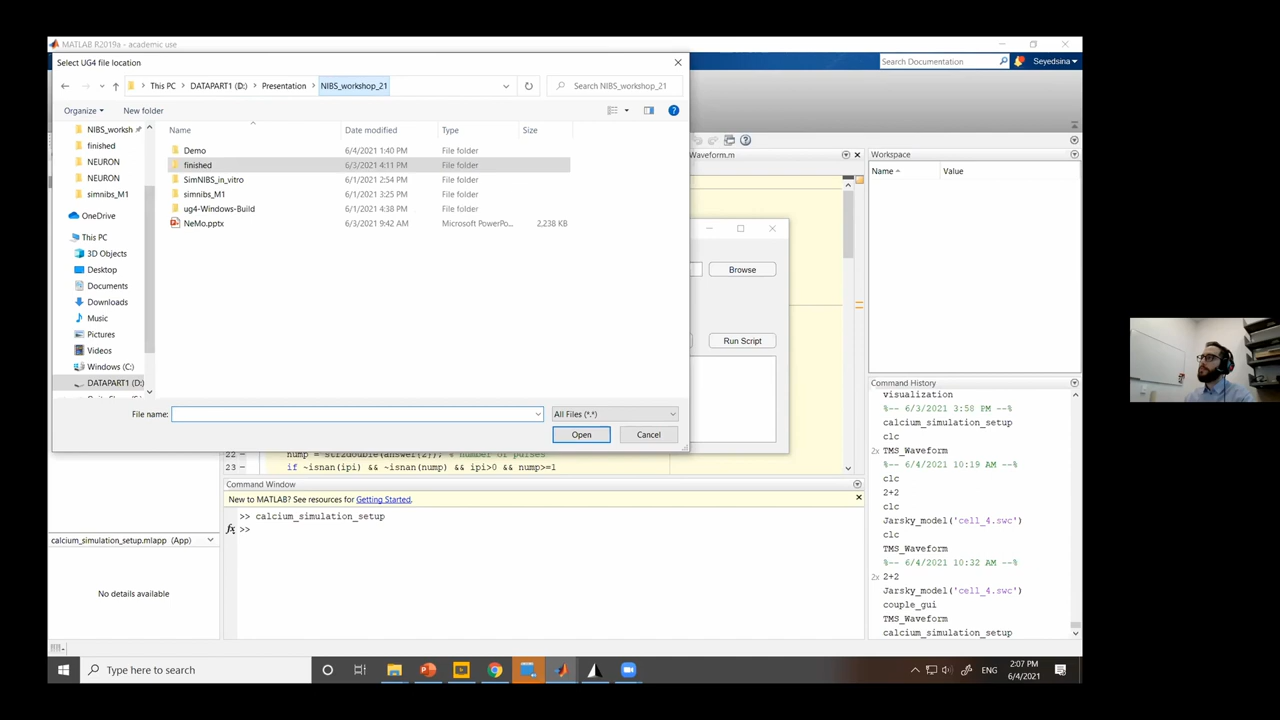 MATLAB R2019a - academic use
Select UG4 file location
Search Documentation
Seyedsina
This PC > DATAPART1 (D:) > Presentation > NIBS_workshop_21
Search NIBS_workshop_21
Organize
New folder
NIBS_worksh
finished
NEURON
NEURON
simnibs_M1
OneDrive
This PC
3D Objects
Desktop
Documents
Downloads
Music
Pictures
Videos
Windows (C:)
DATAPART1 (D:)
Name Date modified Type Size
Demo 6/4/2021 1:40 PM File folder
finished 6/3/2021 4:11 PM File folder
SimNIBS_in_vitro 6/1/2021 2:54 PM File folder
simnibs_M1 6/1/2021 3:25 PM File folder
ug4-Windows-Build 6/1/2021 4:38 PM File folder
NeMo.pptx 6/3/2021 9:42 AM Microsoft PowerPo... 2,238 KB
File name:
All Files (*.*)
Open
Cancel
Waveform.m
Browse
Run Script
22 nump = str2double(answer{2}); % number of pulses
23 if ~isnan(ipi) && ~isnan(nump) && ipi>0 && nump>=1
Workspace
Name Value
Command History
visualization
%-- 6/3/2021 3:58 PM --%
calcium_simulation_setup
clc
2x TMS_Waveform
%-- 6/4/2021 10:19 AM --%
clc
2+2
clc
Jarsky_model('cell_4.swc')
clc
TMS_Waveform
%-- 6/4/2021 10:32 AM --%
2x 2+2
Jarsky_model('cell_4.swc')
couple_gui
TMS_Waveform
calcium_simulation_setup
Command Window
New to MATLAB? See resources for Getting Started.
>> calcium_simulation_setup
fx >>
calcium_simulation_setup.mlapp (App)
No details available
Type here to search
ENG
2:07 PM
6/4/2021